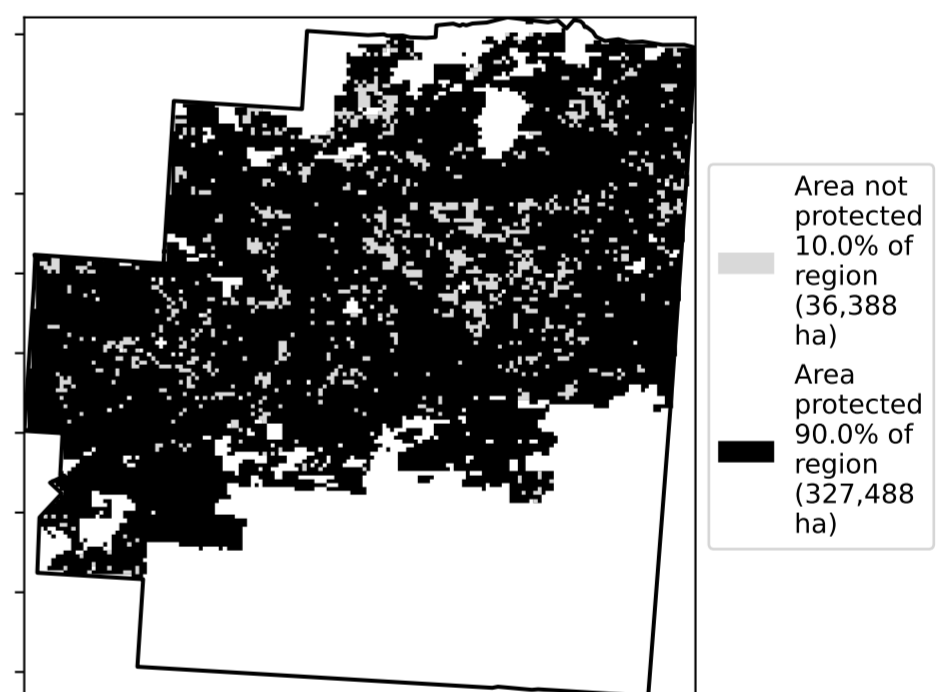 Area not
protected
10.0% of
region
(36,388
ha)
Area
protected
90.0% of
region
(327,488
ha)